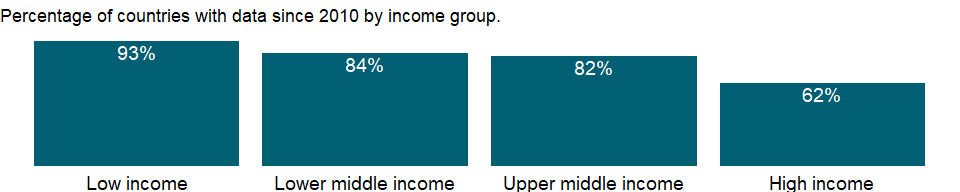 Percentage of countries with data since 2010 by income group.
93%
84%
82%
62%
Low income
Lower middle income
Upper middle income
High income